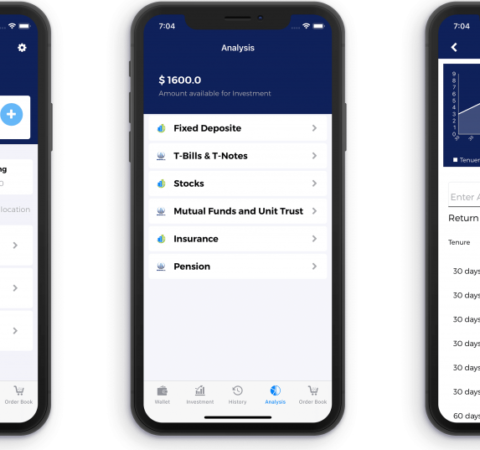 ng
location
Order Book
7:04
Analysis
$ 1600.0
Amount available for investment
Fixed Deposite
T-Bills & T-Notes
Stocks
Mutual Funds and Unit Trust
Insurance
Pension
Wallet
Investment
History
Analysis
Order Book
7:04
9
8
7
6
5
4
3
2
1
0
30
Tenuer
Enter A
Return
Tenure
30 days
30 days
30 days
30 days
30 days
30 days
60 days